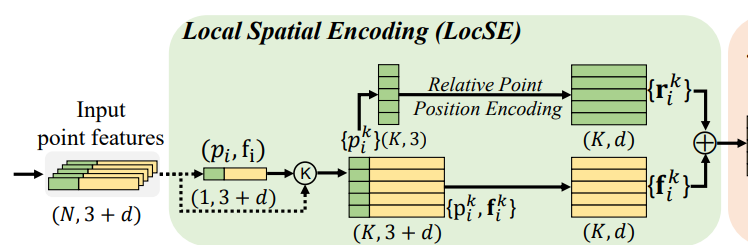 Local Spatial Encoding (LocSE)
Input
point features
(N, 3 + d)
(p_i, f_i)
(1, 3 + d)
K
{p_i^k}(K, 3)
Relative Point
Position Encoding
(K, d)
{r_i^k}
(K, 3 + d)
{p_i^k, f_i^k}
(K, d)
{f_i^k}